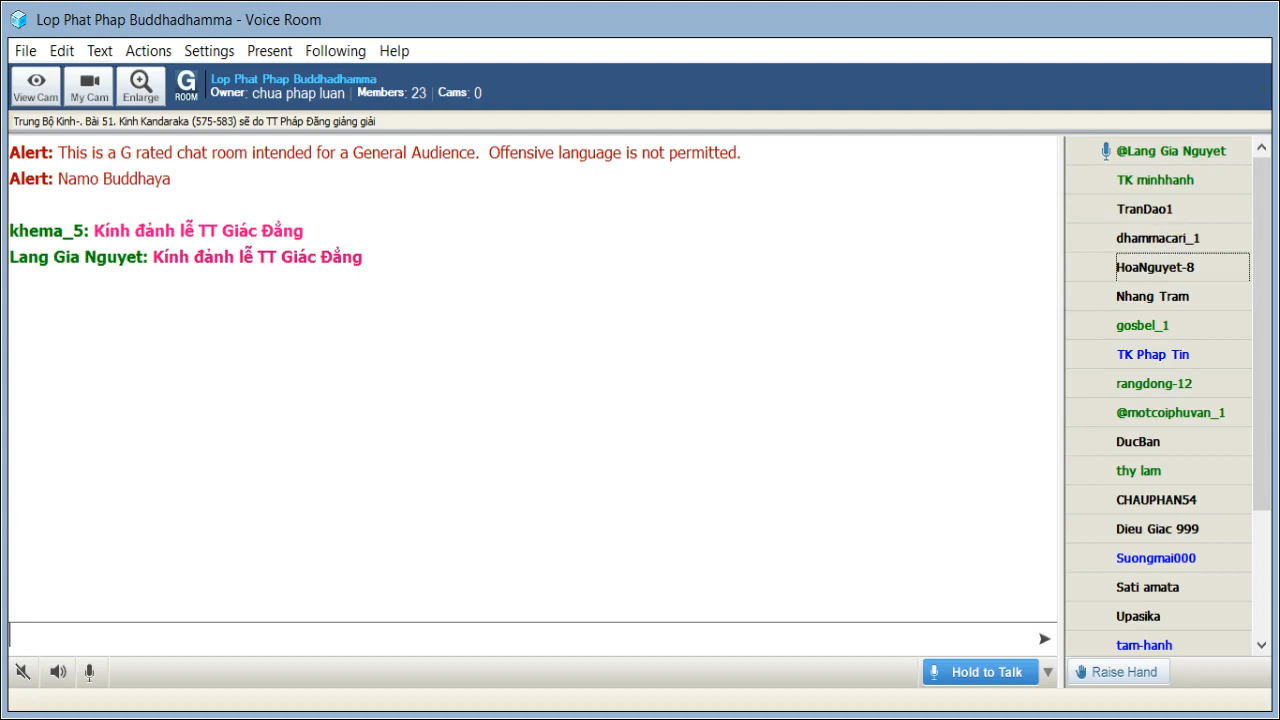 Lop Phat Phap Buddhadhamma - Voice Room
File Edit Text Actions Settings Present Following Help
View Cam My Cam Enlarge G ROOM
Lop Phat Phap Buddhadhamma
Owner: chua phap luan Members: 23 Cams: 0
Trung Bộ Kinh-. Bài 51. Kinh Kandaraka (575-583) sẽ do TT Pháp Đăng giảng giải
Alert: This is a G rated chat room intended for a General Audience. Offensive language is not permitted.
Alert: Namo Buddhaya
khema_5: Kính đảnh lễ TT Giác Đẳng
Lang Gia Nguyet: Kính đảnh lễ TT Giác Đẳng
@Lang Gia Nguyet
TK minhhanh
TranDao1
dhammacari_1
HoaNguyet-8
Nhang Tram
gosbel_1
TK Phap Tin
rangdong-12
@motcoiphuvan_1
DucBan
thy lam
CHAUPHAN54
Dieu Giac 999
Suongmai000
Sati amata
Upasika
tam-hanh
Hold to Talk
Raise Hand